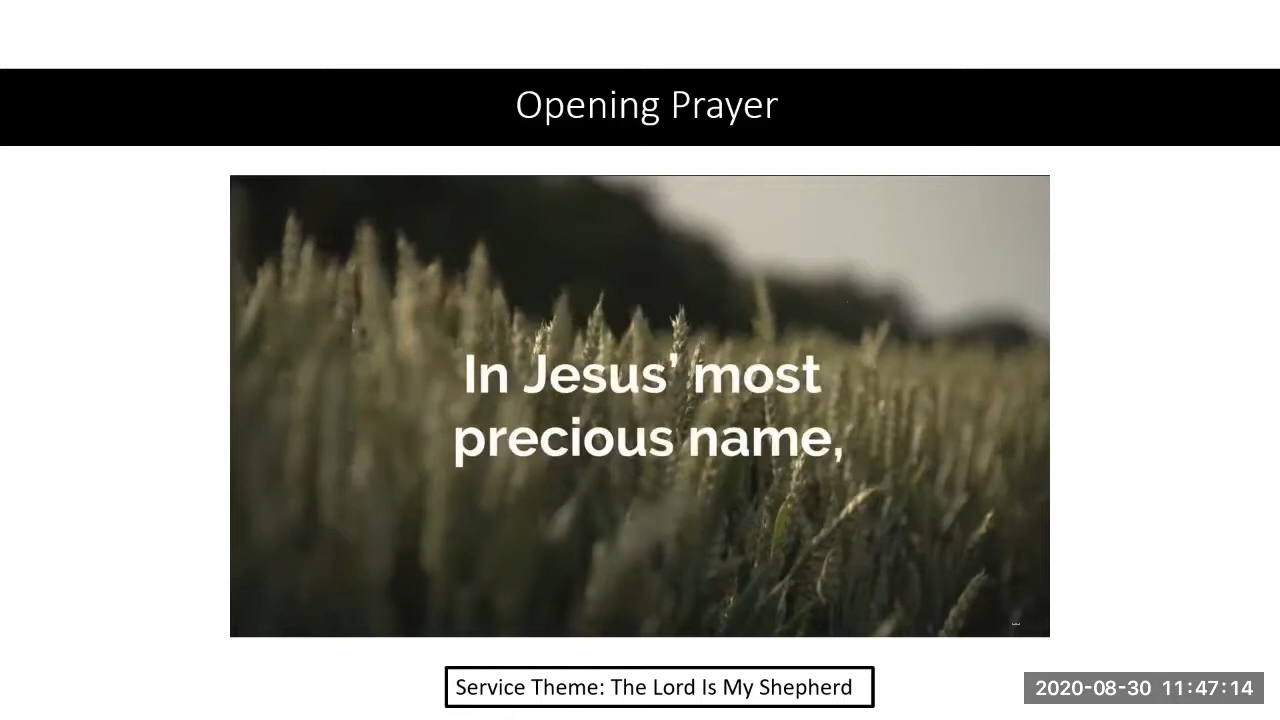 Opening Prayer
In Jesus' most
precious name,
Service Theme: The Lord Is My Shepherd
2020-08-30 11:47:14